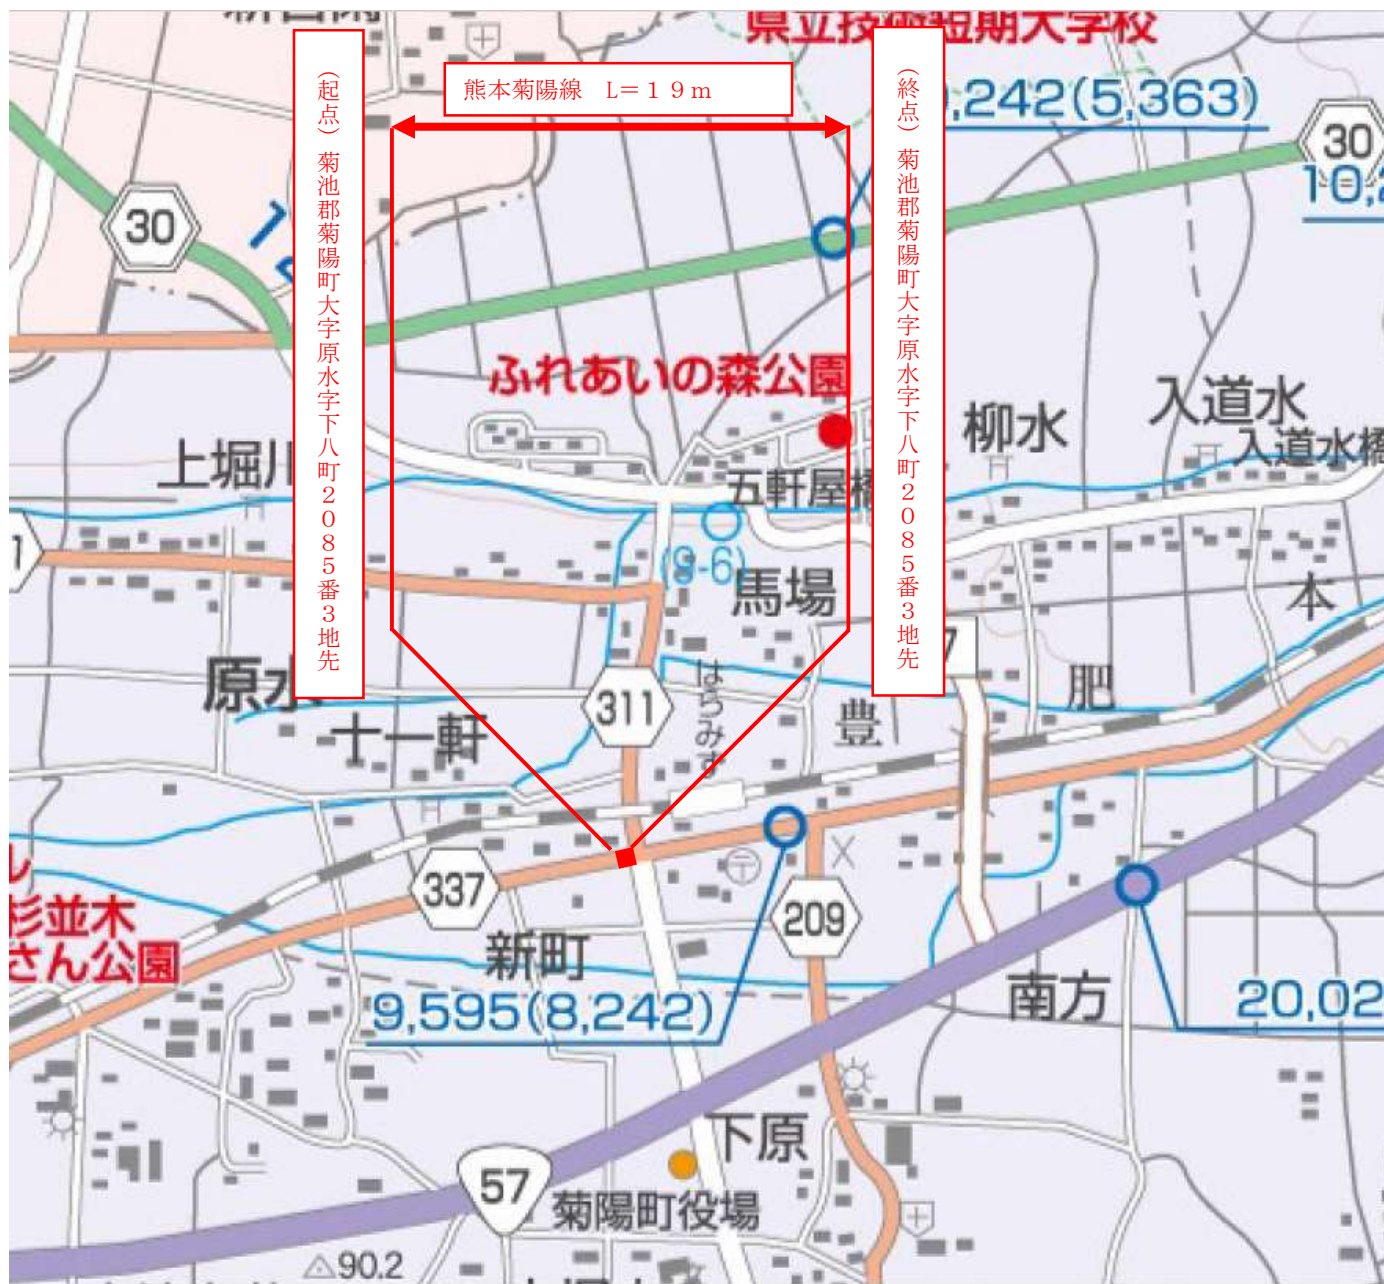 県立技術短期大学校
熊本菊陽線　L＝１９ｍ
（起点）菊池郡菊陽町大字原水字下八町２０８５番３地先
（終点）菊池郡菊陽町大字原水字下八町２０８５番３地先
,242(5,363)
30
30
10,2
ふれあいの森公園
上堀川
柳水
入道水
入道水橋
五軒屋橋
1
(9-6)
馬場
本
肥
豊
7
原水
十一軒
311
はらみず
337
209
杉並木
さん公園
新町
9,595(8,242)
南方
20,02
下原
57
菊陽町役場
90.2